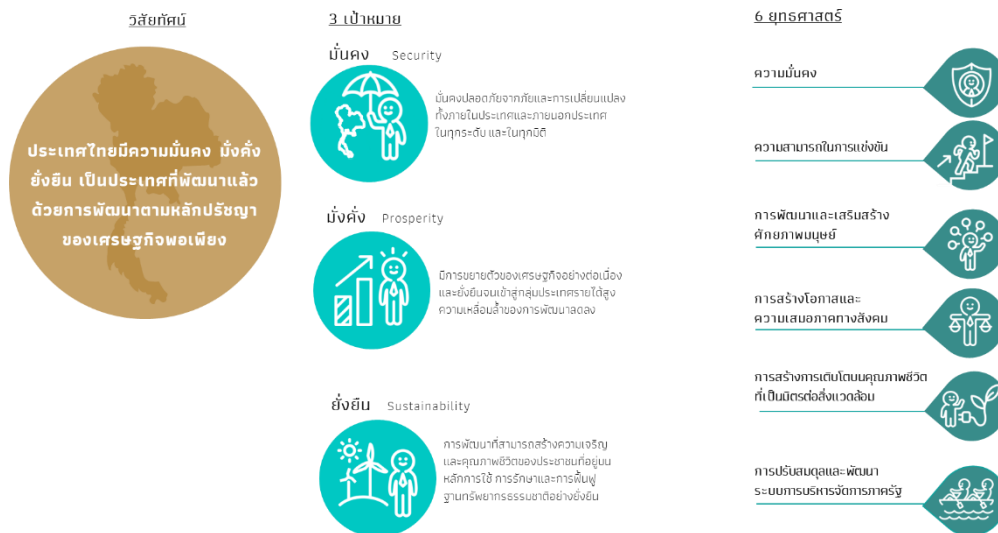 วิสัยทัศน์
ประเทศไทยมีความมั่นคง มั่งคั่ง
ยั่งยืน เป็นประเทศที่พัฒนาแล้ว
ด้วยการพัฒนาตามหลักปรัชญา
ของเศรษฐกิจพอเพียง
3 เป้าหมาย
มั่นคง Security
มั่นคงปลอดภัยจากภัยและการเปลี่ยนแปลง
ทั้งภายในประเทศและภายนอกประเทศ
ในทุกระดับ และในทุกมิติ
มั่งคั่ง Prosperity
มีการขยายตัวของเศรษฐกิจอย่างต่อเนื่อง
และยั่งยืนจนเข้าสู่กลุ่มประเทศรายได้สูง
ความเหลื่อมล้ำของการพัฒนาลดลง
ยั่งยืน Sustainability
การพัฒนาที่สามารถสร้างความเจริญ
และคุณภาพชีวิตของประชาชนที่อยู่บน
หลักการใช้ การรักษาและการฟื้นฟู
ฐานทรัพยากรธรรมชาติอย่างยั่งยืน
6 ยุทธศาสตร์
ความมั่นคง
ความสามารถในการแข่งขัน
การพัฒนาและเสริมสร้าง
ศักยภาพมนุษย์
การสร้างโอกาสและ
ความเสมอภาคทางสังคม
การสร้างการเติบโตบนคุณภาพชีวิต
ที่เป็นมิตรต่อสิ่งแวดล้อม
การปรับสมดุลและพัฒนา
ระบบการบริหารจัดการภาครัฐ